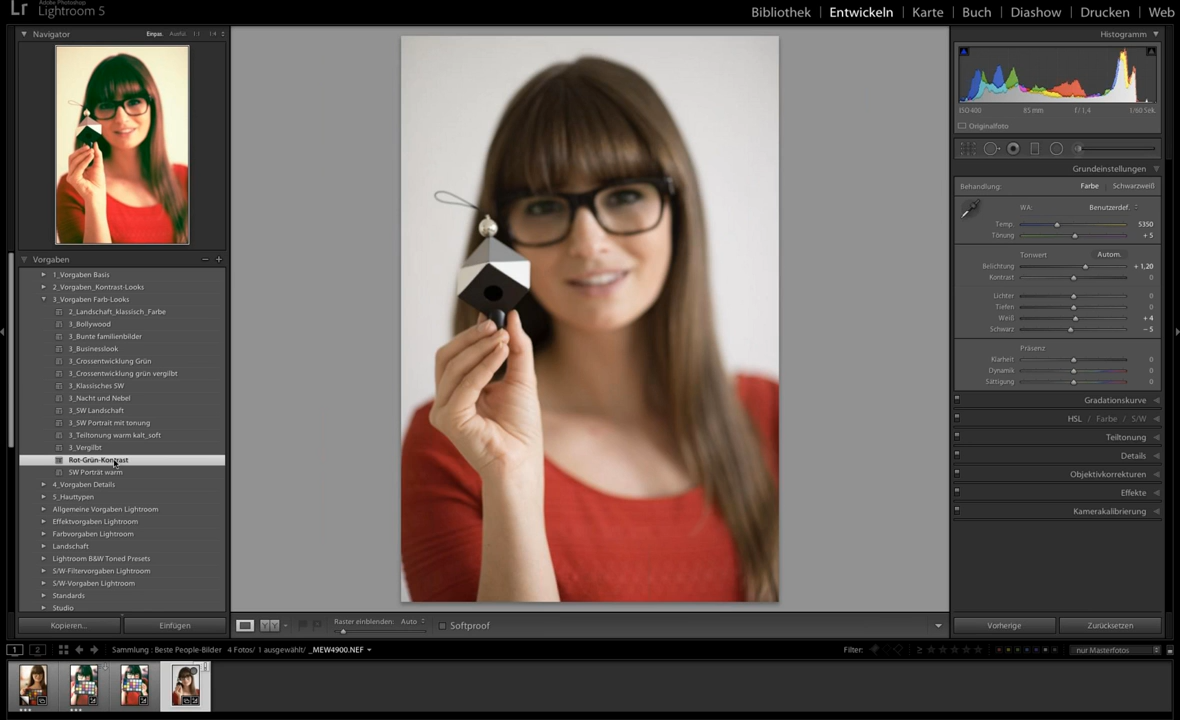 Lr Adobe Photoshop
Lightroom 5
Bibliothek | Entwickeln | Karte | Buch | Diashow | Drucken | Web
Navigator Einpas. Ausfül. 1:1 1:4
Histogramm
ISO 400 85 mm f / 1,4 1/60 Sek.
Originalfoto
Grundeinstellungen
Behandlung: Farbe Schwarzweiß
WA: Benutzerdef.
Temp. 5350
Tönung + 5
Tonwert Autom.
Belichtung + 1,20
Kontrast 0
Lichter 0
Tiefen 0
Weiß + 4
Schwarz − 5
Präsenz
Klarheit 0
Dynamik 0
Sättigung 0
Gradationskurve
HSL / Farbe / S/W
Teiltonung
Details
Objektivkorrekturen
Effekte
Kamerakalibrierung
Vorgaben − +
1_Vorgaben Basis
2_Vorgaben_Kontrast-Looks
3_Vorgaben Farb-Looks
2_Landschaft_klassisch_Farbe
3_Bollywood
3_Bunte familienbilder
3_Businesslook
3_Crossentwicklung Grün
3_Crossentwicklung grün vergilbt
3_Klassisches SW
3_Nacht und Nebel
3_SW Landschaft
3_SW Portrait mit tonung
3_Teiltonung warm kalt_soft
3_Vergilbt
Rot-Grün-Kontrast
SW Porträt warm
4_Vorgaben Details
5_Hauttypen
Allgemeine Vorgaben Lightroom
Effektvorgaben Lightroom
Farbvorgaben Lightroom
Landschaft
Lightroom B&W Toned Presets
S/W-Filtervorgaben Lightroom
S/W-Vorgaben Lightroom
Standards
Studio
Kopieren... Einfügen
YY Raster einblenden: Auto Softproof
Vorherige Zurücksetzen
1 2 Sammlung : Beste People-Bilder 4 Fotos/ 1 ausgewählt/ _MEW4900.NEF
Filter: nur Masterfotos